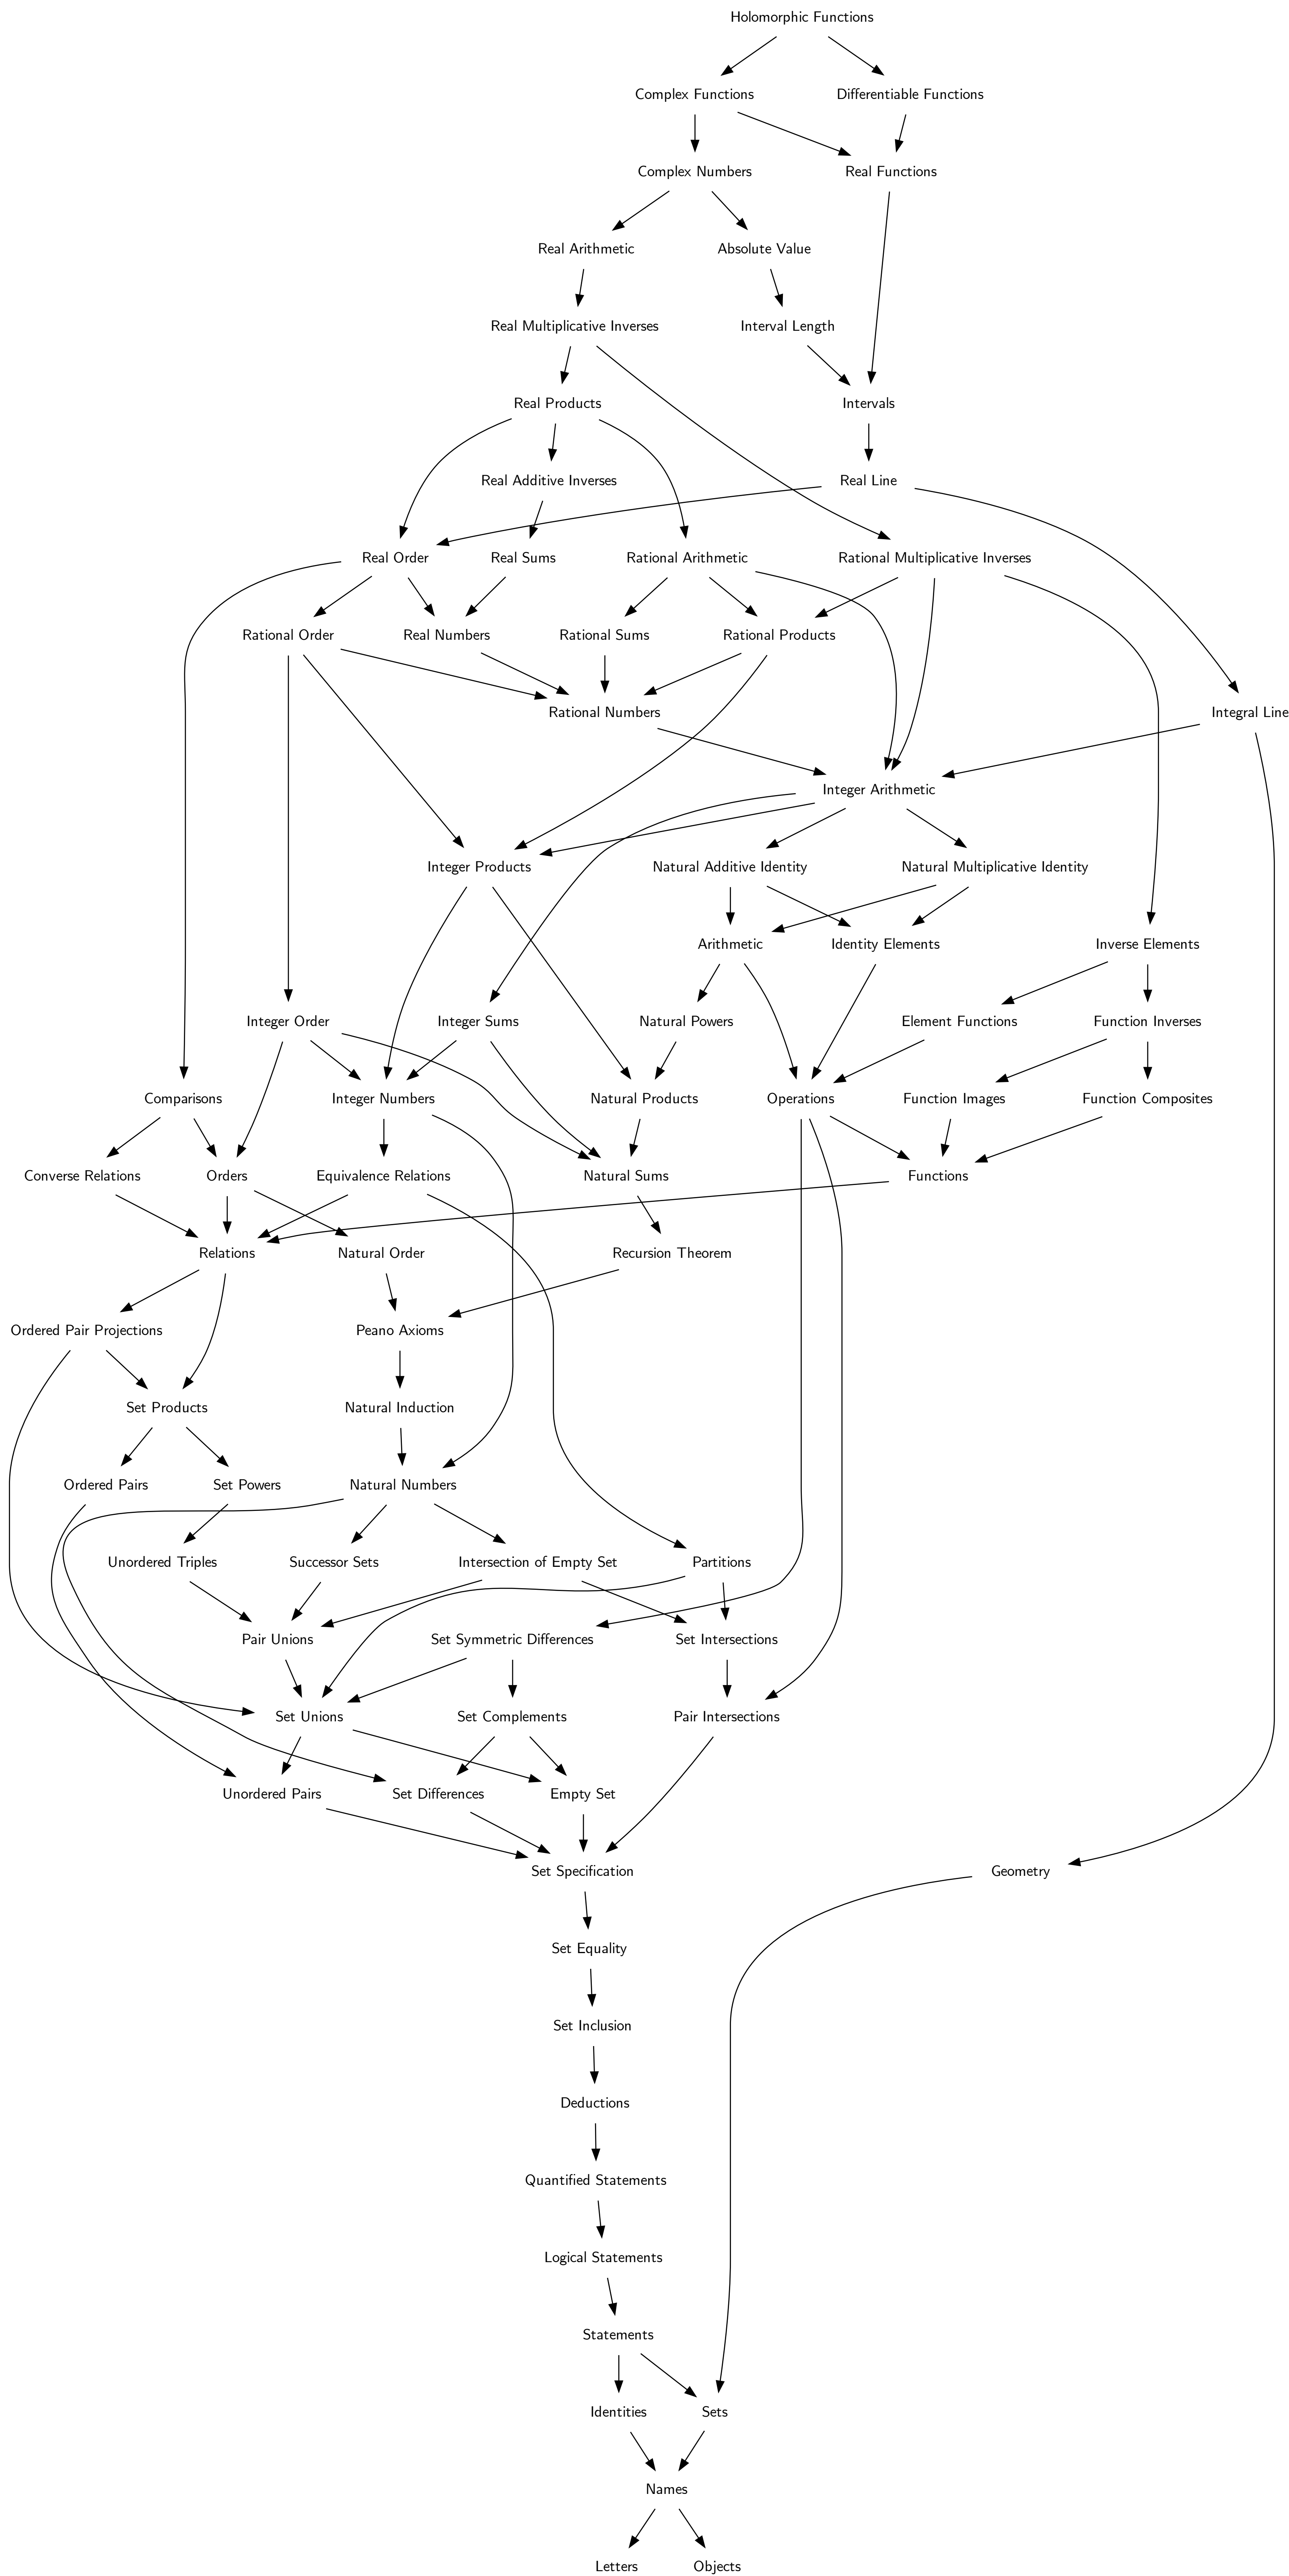 Holomorphic Functions
Complex Functions
Differentiable Functions
Complex Numbers
Real Functions
Real Arithmetic
Absolute Value
Real Multiplicative Inverses
Interval Length
Real Products
Intervals
Real Additive Inverses
Real Line
Real Order
Real Sums
Rational Arithmetic
Rational Multiplicative Inverses
Rational Order
Real Numbers
Rational Sums
Rational Products
Rational Numbers
Integral Line
Integer Arithmetic
Integer Products
Natural Additive Identity
Natural Multiplicative Identity
Arithmetic
Identity Elements
Inverse Elements
Integer Order
Integer Sums
Natural Powers
Element Functions
Function Inverses
Comparisons
Integer Numbers
Natural Products
Operations
Function Images
Function Composites
Converse Relations
Orders
Equivalence Relations
Natural Sums
Functions
Relations
Natural Order
Recursion Theorem
Ordered Pair Projections
Peano Axioms
Set Products
Natural Induction
Ordered Pairs
Set Powers
Natural Numbers
Unordered Triples
Successor Sets
Intersection of Empty Set
Partitions
Pair Unions
Set Symmetric Differences
Set Intersections
Set Unions
Set Complements
Pair Intersections
Unordered Pairs
Set Differences
Empty Set
Set Specification
Geometry
Set Equality
Set Inclusion
Deductions
Quantified Statements
Logical Statements
Statements
Identities
Sets
Names
Letters
Objects